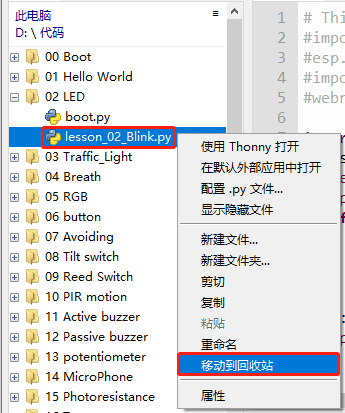 此电脑
D: \ 代码
00 Boot
01 Hello World
02 LED
boot.py
lesson_02_Blink.py
03 Traffic_Light
04 Breath
05 RGB
06 button
07 Avoiding
08 Tilt switch
09 Reed Switch
10 PIR motion
11 Active buzzer
12 Passive buzzer
13 potentiometer
14 MicroPhone
15 Photoresistance
使用 Thonny 打开
在默认外部应用中打开
配置 .py 文件...
显示隐藏文件
新建文件...
新建文件夹...
剪切
复制
粘贴
重命名
移动到回收站
属性
1
2
3
4
5
6
# Thi
#impo
#esp.
#impo
#webr